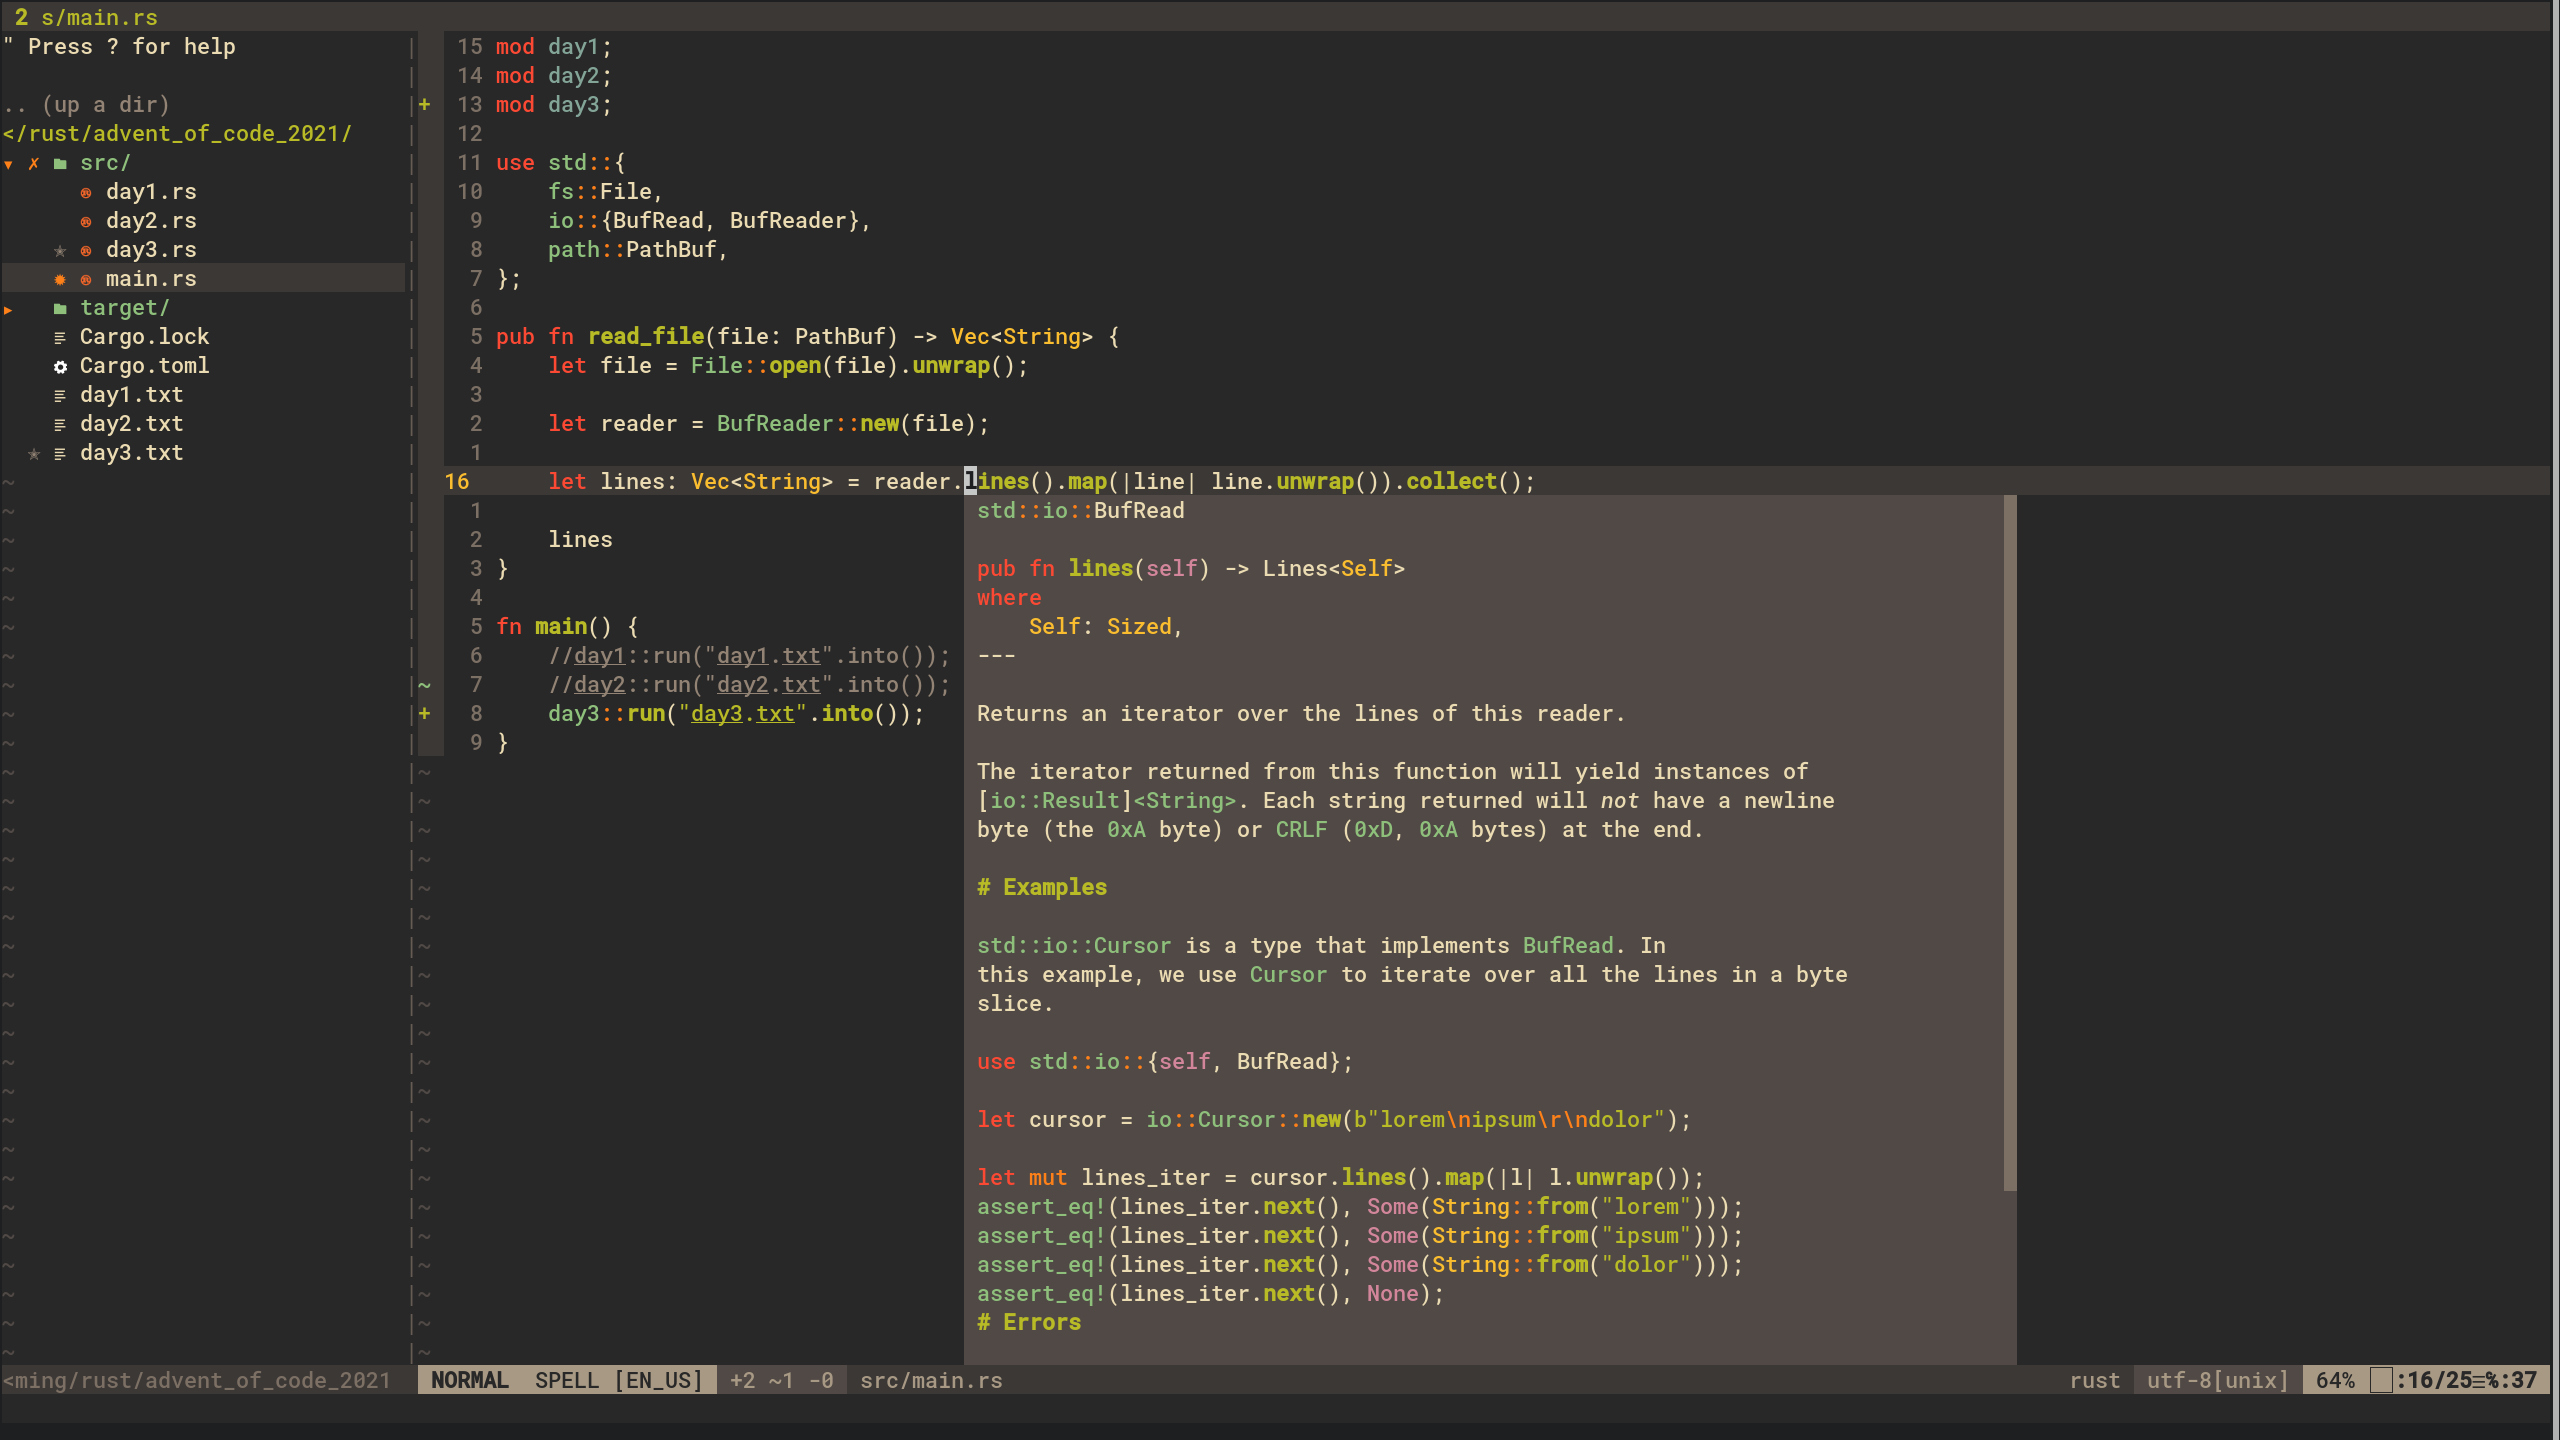 2 s/main.rs
" Press ? for help
.. (up a dir)
</rust/advent_of_code_2021/
▾ ✗ src/
day1.rs
day2.rs
✭ day3.rs
✹ main.rs
▸ target/
Cargo.lock
Cargo.toml
day1.txt
day2.txt
✭ day3.txt
15 mod day1;
14 mod day2;
+ 13 mod day3;
12
11 use std::{
10     fs::File,
9     io::{BufRead, BufReader},
8     path::PathBuf,
7 };
6
5 pub fn read_file(file: PathBuf) -> Vec<String> {
4     let file = File::open(file).unwrap();
3
2     let reader = BufReader::new(file);
1
16     let lines: Vec<String> = reader.lines().map(|line| line.unwrap()).collect();
1
2     lines
3 }
4
5 fn main() {
6     //day1::run("day1.txt".into());
~ 7     //day2::run("day2.txt".into());
+ 8     day3::run("day3.txt".into());
9 }
std::io::BufRead
pub fn lines(self) -> Lines<Self>
where
    Self: Sized,
---
Returns an iterator over the lines of this reader.
The iterator returned from this function will yield instances of
[io::Result]<String>. Each string returned will not have a newline
byte (the 0xA byte) or CRLF (0xD, 0xA bytes) at the end.
# Examples
std::io::Cursor is a type that implements BufRead. In
this example, we use Cursor to iterate over all the lines in a byte
slice.
use std::io::{self, BufRead};
let cursor = io::Cursor::new(b"lorem\nipsum\r\ndolor");
let mut lines_iter = cursor.lines().map(|l| l.unwrap());
assert_eq!(lines_iter.next(), Some(String::from("lorem")));
assert_eq!(lines_iter.next(), Some(String::from("ipsum")));
assert_eq!(lines_iter.next(), Some(String::from("dolor")));
assert_eq!(lines_iter.next(), None);
# Errors
<ming/rust/advent_of_code_2021 NORMAL SPELL [EN_US] +2 ~1 -0 src/main.rs rust utf-8[unix] 64% :16/25≡℅:37